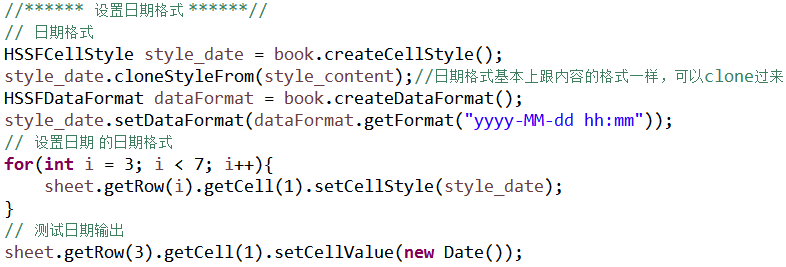 //****** 设置日期格式 ******//
// 日期格式
HSSFCellStyle style_date = book.createCellStyle();
style_date.cloneStyleFrom(style_content);//日期格式基本上跟内容的格式一样，可以clone过来
HSSFDataFormat dataFormat = book.createDataFormat();
style_date.setDataFormat(dataFormat.getFormat("yyyy-MM-dd hh:mm"));
// 设置日期 的日期格式
for(int i = 3; i < 7; i++){
    sheet.getRow(i).getCell(1).setCellStyle(style_date);
}
// 测试日期输出
sheet.getRow(3).getCell(1).setCellValue(new Date());